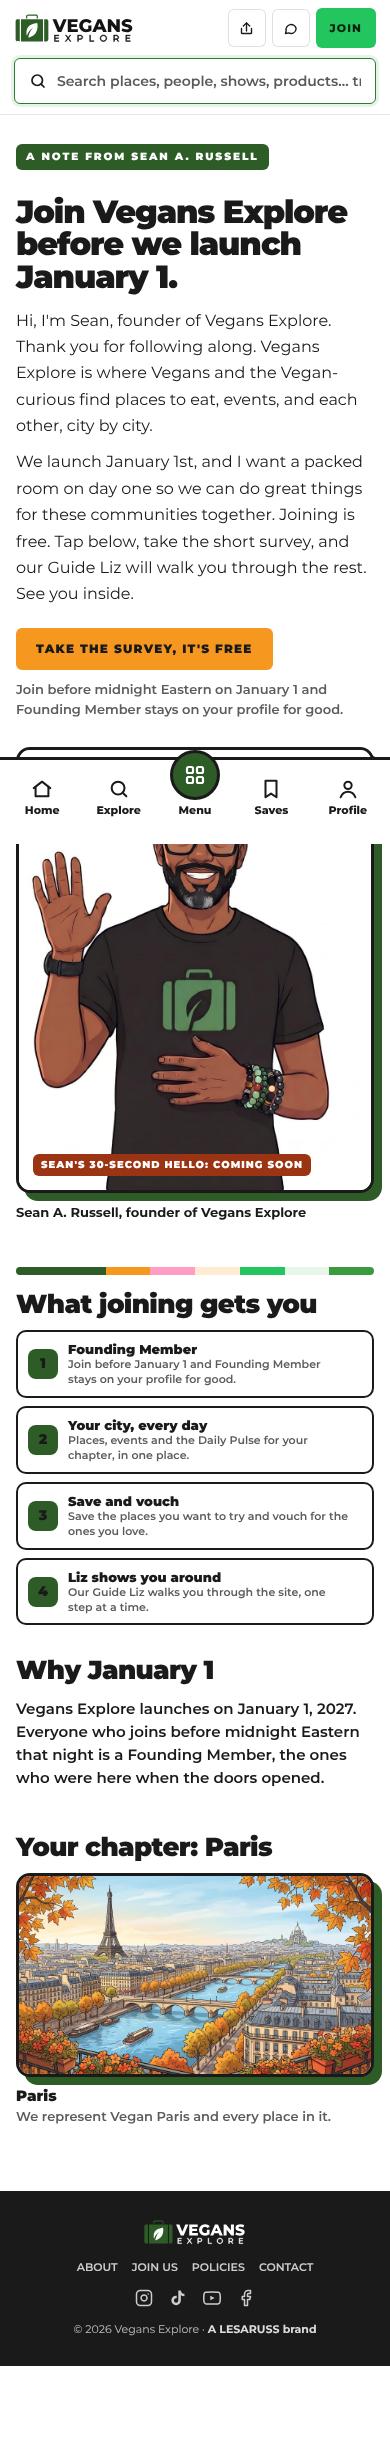 VEGANS
EXPLORE
JOIN
Search places, people, shows, products... t
A NOTE FROM SEAN A. RUSSELL
Join Vegans Explore
before we launch
January 1.
Hi, I'm Sean, founder of Vegans Explore.
Thank you for following along. Vegans
Explore is where Vegans and the Vegan-
curious find places to eat, events, and each
other, city by city.
We launch January 1st, and I want a packed
room on day one so we can do great things
for these communities together. Joining is
free. Tap below, take the short survey, and
our Guide Liz will walk you through the rest.
See you inside.
TAKE THE SURVEY, IT'S FREE
Join before midnight Eastern on January 1 and
Founding Member stays on your profile for good.
Home Explore Menu Saves Profile
SEAN'S 30-SECOND HELLO: COMING SOON
Sean A. Russell, founder of Vegans Explore
What joining gets you
1
Founding Member
Join before January 1 and Founding Member
stays on your profile for good.
2
Your city, every day
Places, events and the Daily Pulse for your
chapter, in one place.
3
Save and vouch
Save the places you want to try and vouch for the
ones you love.
4
Liz shows you around
Our Guide Liz walks you through the site, one
step at a time.
Why January 1
Vegans Explore launches on January 1, 2027.
Everyone who joins before midnight Eastern
that night is a Founding Member, the ones
who were here when the doors opened.
Your chapter: Paris
Paris
We represent Vegan Paris and every place in it.
VEGANS
EXPLORE
ABOUT JOIN US POLICIES CONTACT
© 2026 Vegans Explore · A LESARUSS brand